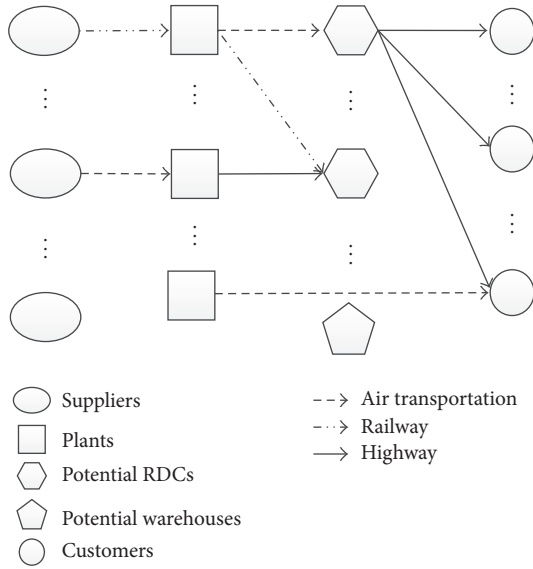 Suppliers
Plants
Potential RDCs
Potential warehouses
Customers
Air transportation
Railway
Highway